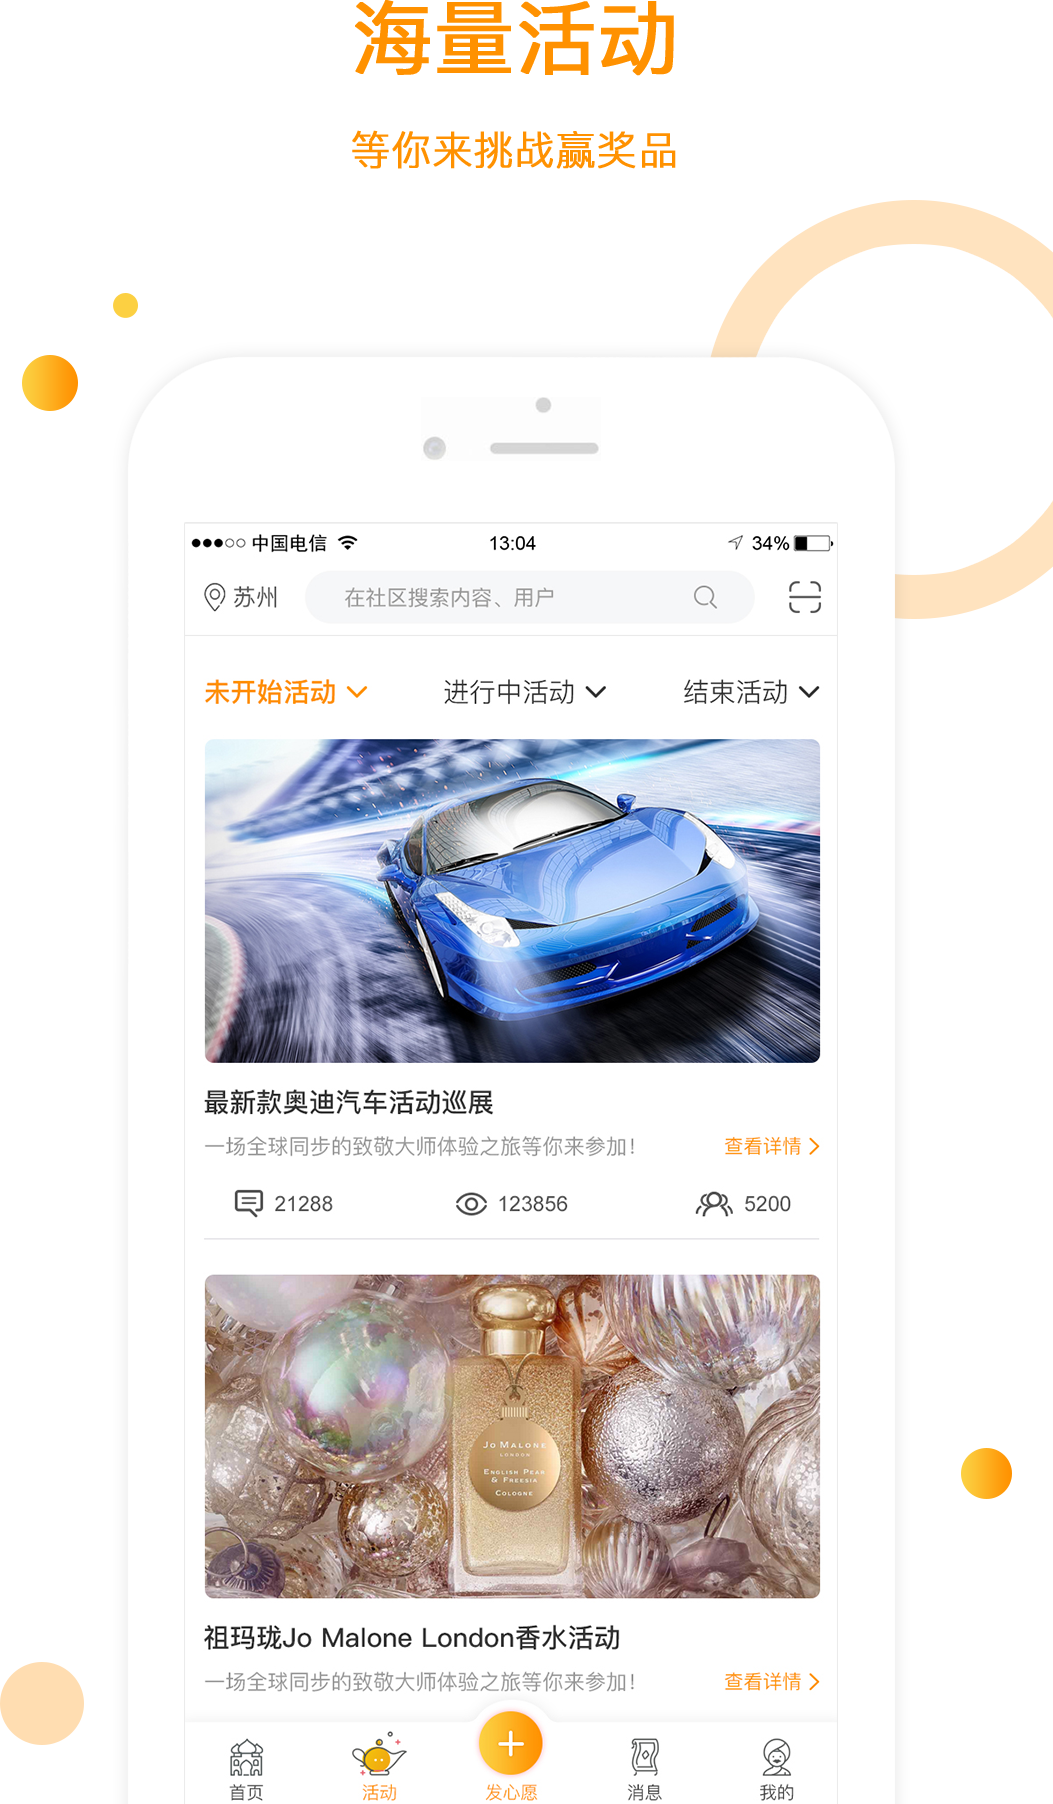 海量活动
等你来挑战赢奖品
中国电信 13:04 34%
苏州 在社区搜索内容、用户
未开始活动 进行中活动 结束活动
最新款奥迪汽车活动巡展
一场全球同步的致敬大师体验之旅等你来参加！ 查看详情
21288 123856 5200
JO MALONE
LONDON
ENGLISH PEAR
& FREESIA
COLOGNE
祖玛珑Jo Malone London香水活动
一场全球同步的致敬大师体验之旅等你来参加！ 查看详情
首页 活动 发心愿 消息 我的